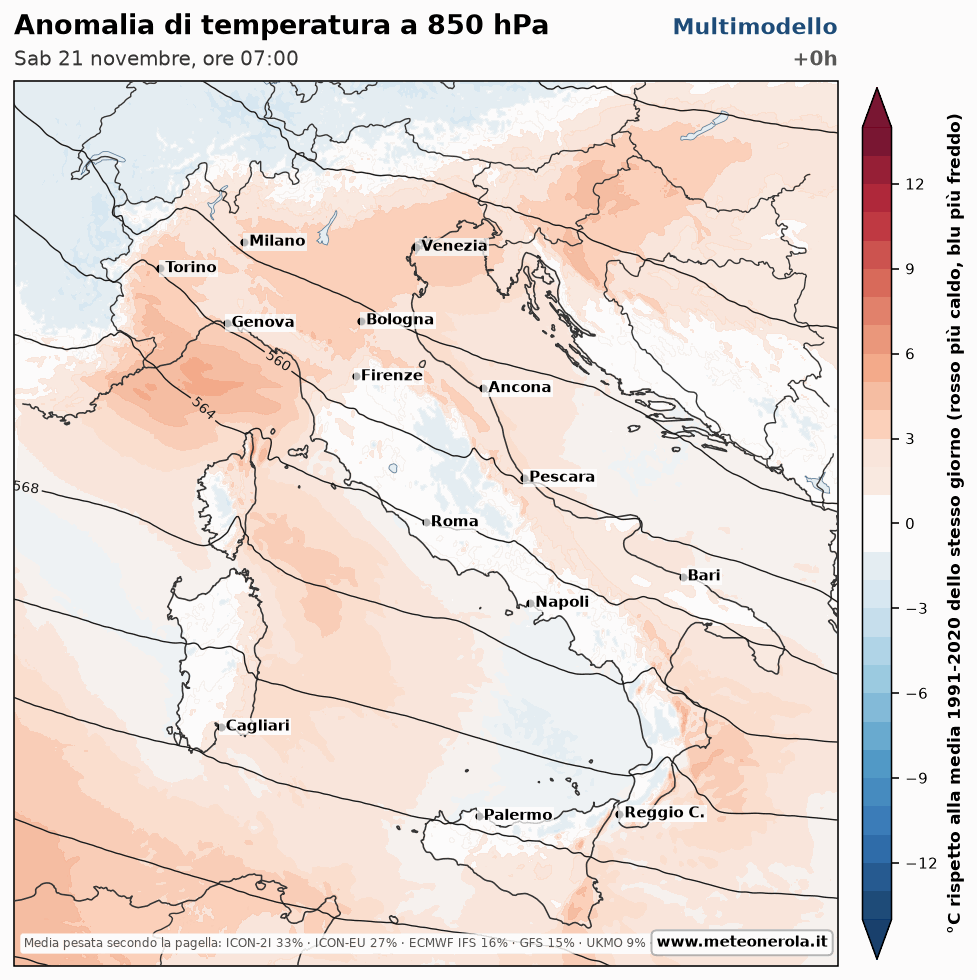 Anomalia di temperatura a 850 hPa
Multimodello
Sab 21 novembre, ore 07:00
+0h
Milano
Venezia
Torino
Genova
Bologna
560
Firenze
Ancona
564
Pescara
568
Roma
Bari
Napoli
Cagliari
Palermo
Reggio C.
12
9
6
3
0
−3
−6
−9
−12
°C rispetto alla media 1991-2020 dello stesso giorno (rosso più caldo, blu più freddo)
Media pesata secondo la pagella: ICON-2I 33% · ICON-EU 27% · ECMWF IFS 16% · GFS 15% · UKMO 9%
www.meteonerola.it